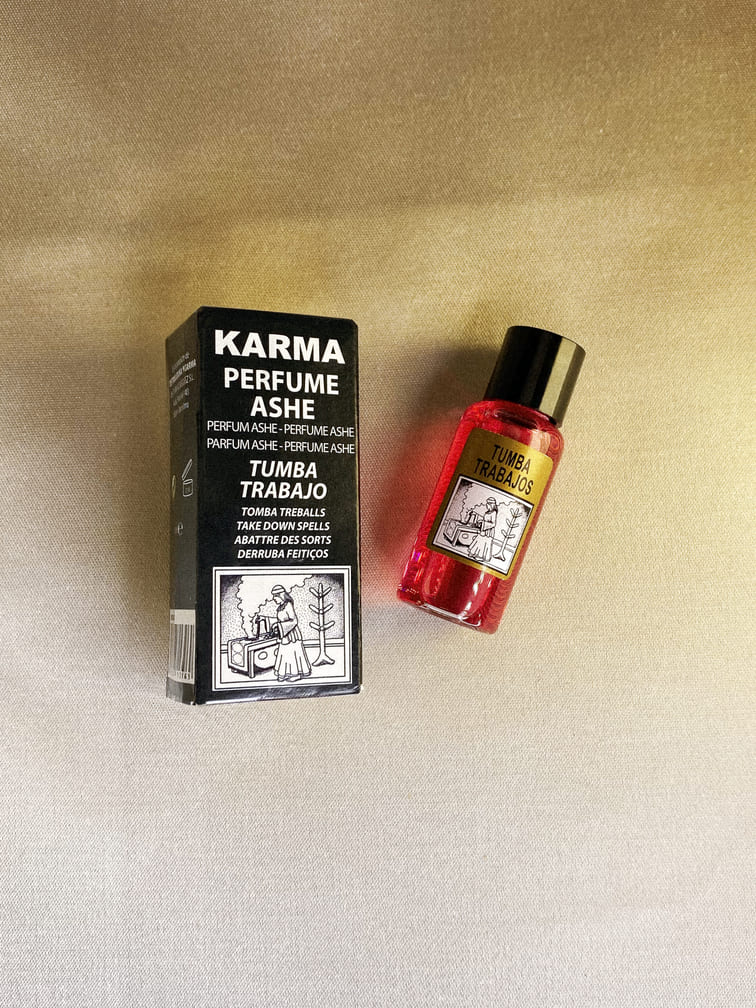 KARMA
PERFUME
ASHE
PERFUM ASHE - PERFUME ASHE
PARFUM ASHE - PERFUME ASHE
TUMBA
TRABAJO
TOMBA TREBALLS
TAKE DOWN SPELLS
ABATTRE DES SORTS
DERRUBA FEITIÇOS
TUMBA
TRABAJOS